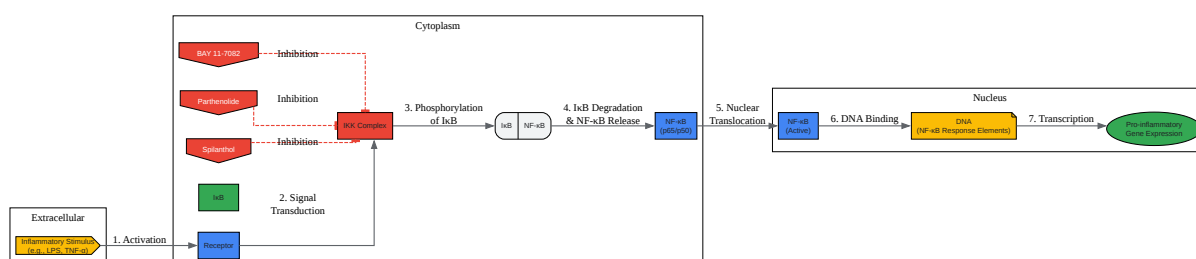 Cytoplasm
BAY 11-7082
Inhibition
Parthenolide
Inhibition
Spilanthol
Inhibition
IKK Complex
3. Phosphorylation
of IκB
IκB
NF-κB
4. IκB Degradation
& NF-κB Release
NF-κB
(p65/p50)
5. Nuclear
Translocation
Nucleus
NF-κB
(Active)
6. DNA Binding
DNA
(NF-κB Response Elements)
7. Transcription
Pro-inflammatory
Gene Expression
IκB
2. Signal
Transduction
Extracellular
Inflammatory Stimulus
(e.g., LPS, TNF-α)
1. Activation
Receptor